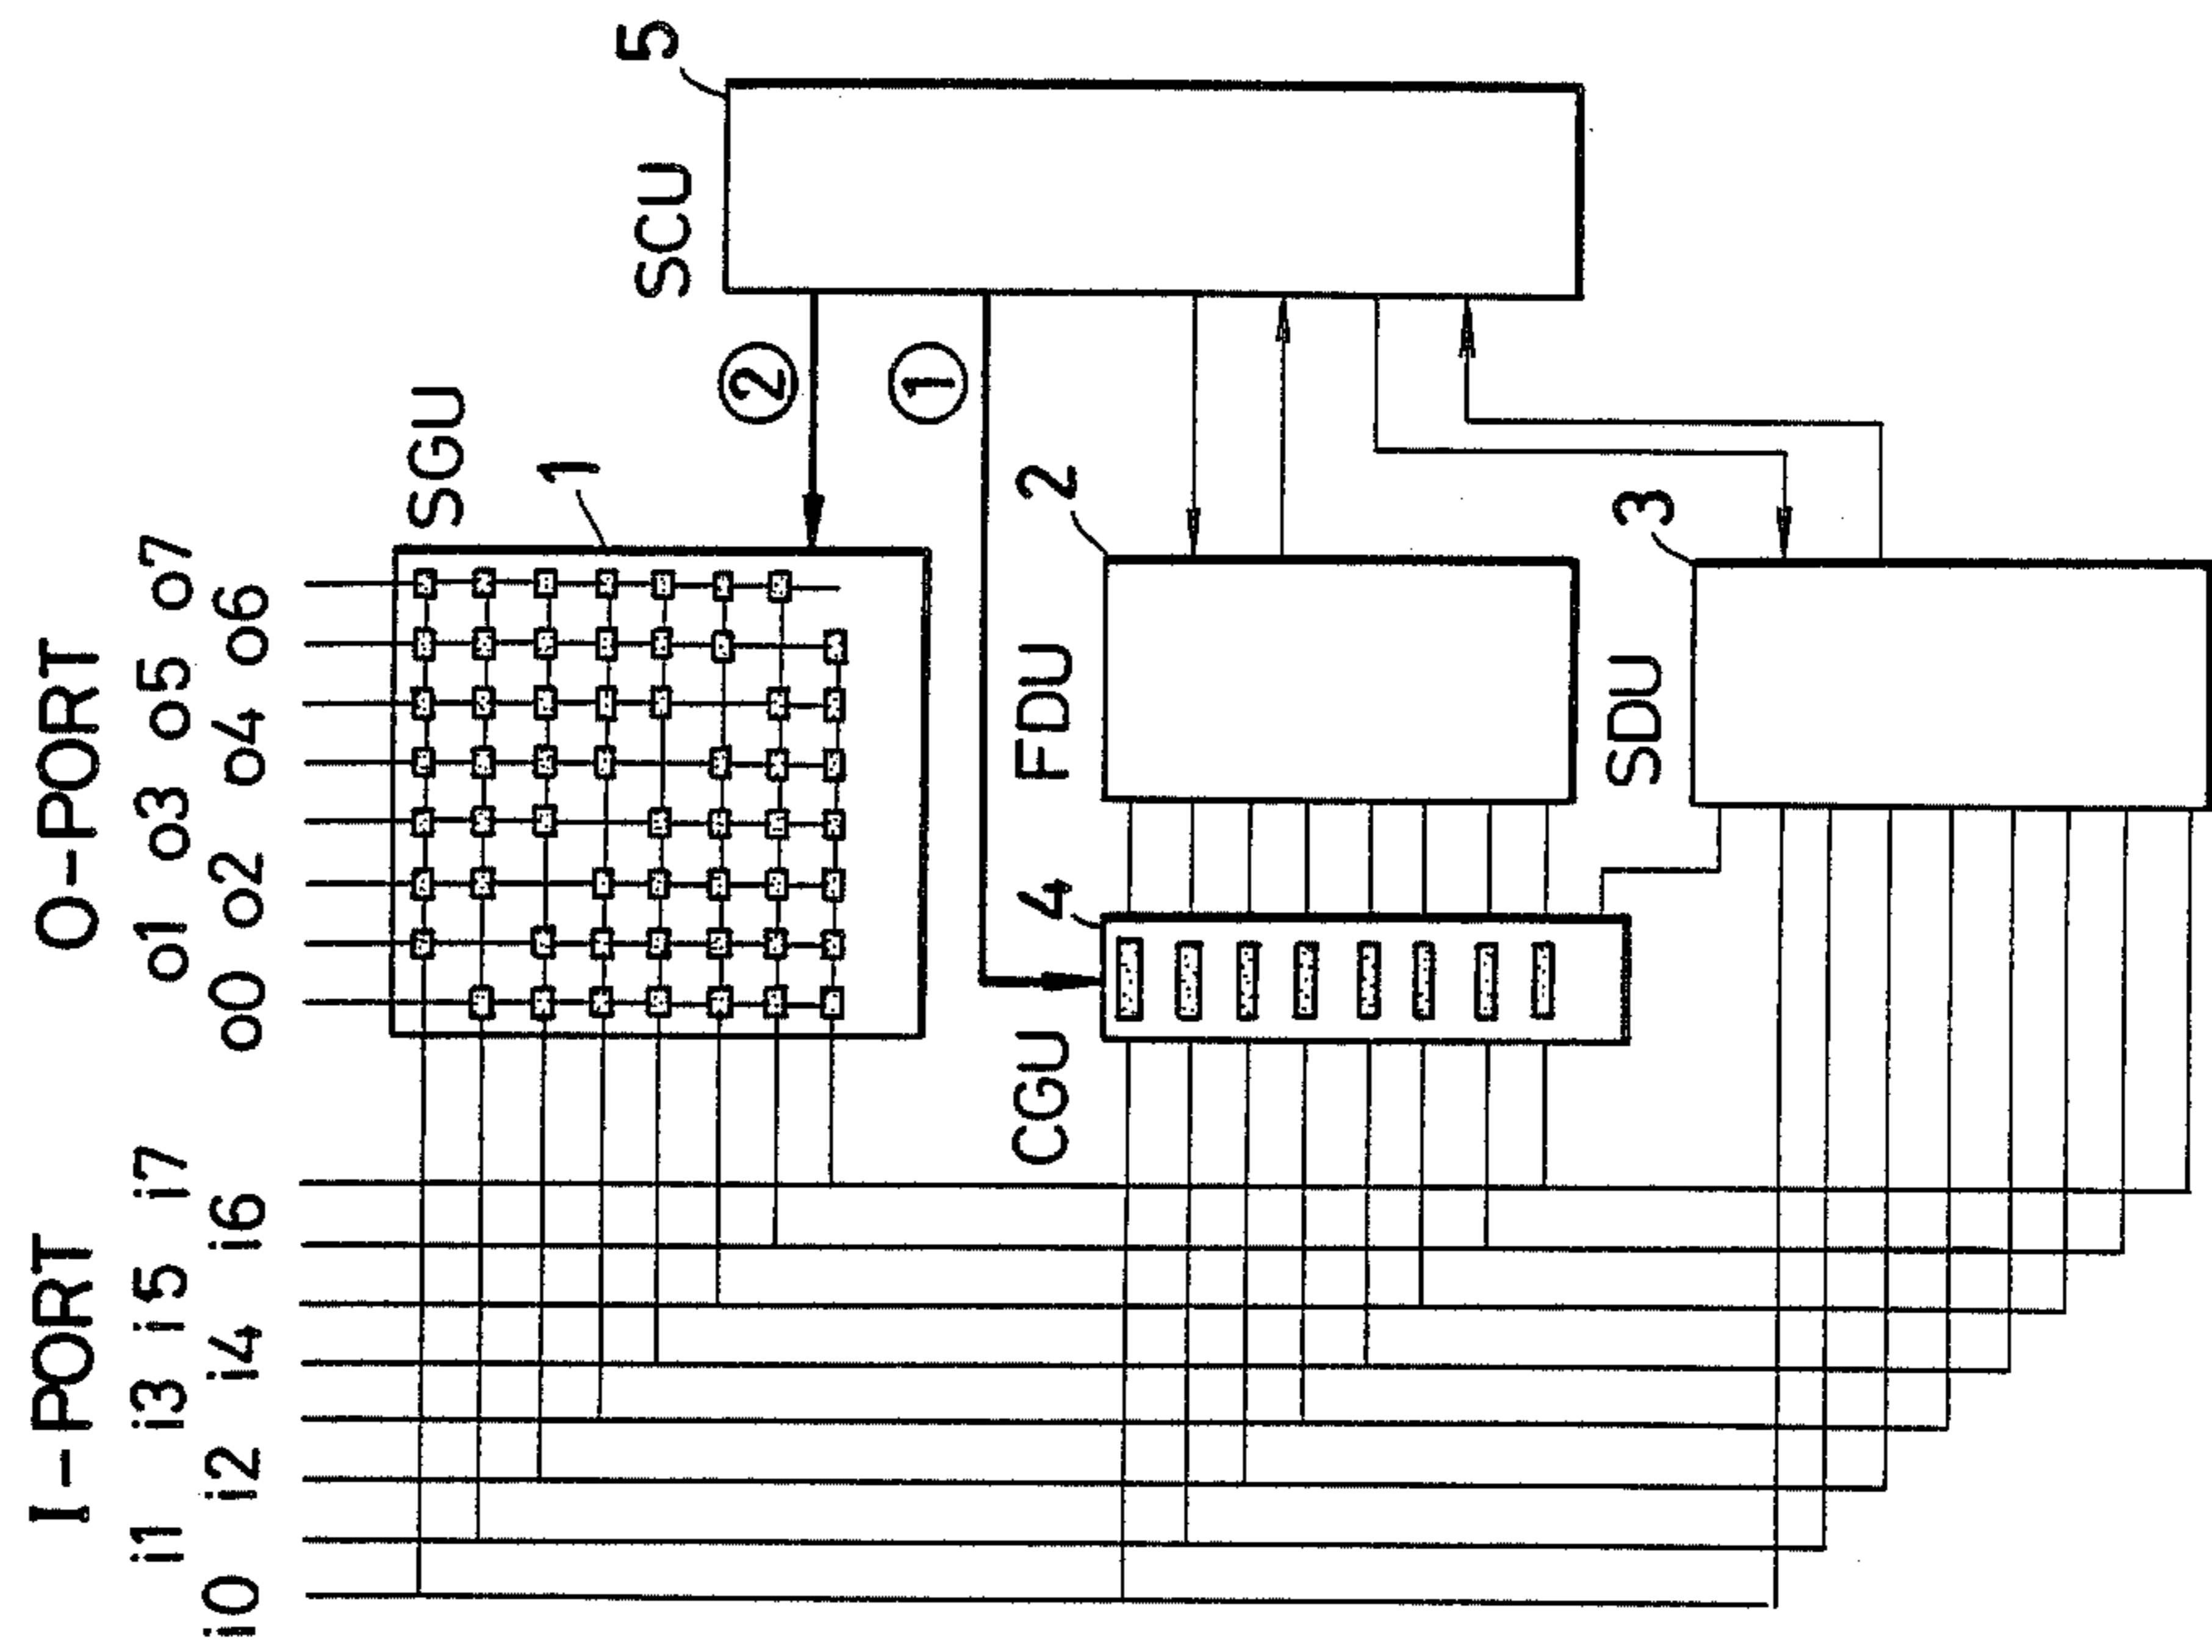 I-PORT
i0 i1 i2 i3 i4 i5 i6 i7
O-PORT
o0 o1 o2 o3 o4 o5 o6 o7
SGU
1
SCU
5
②
①
CGU
4
FDU
2
SDU
3